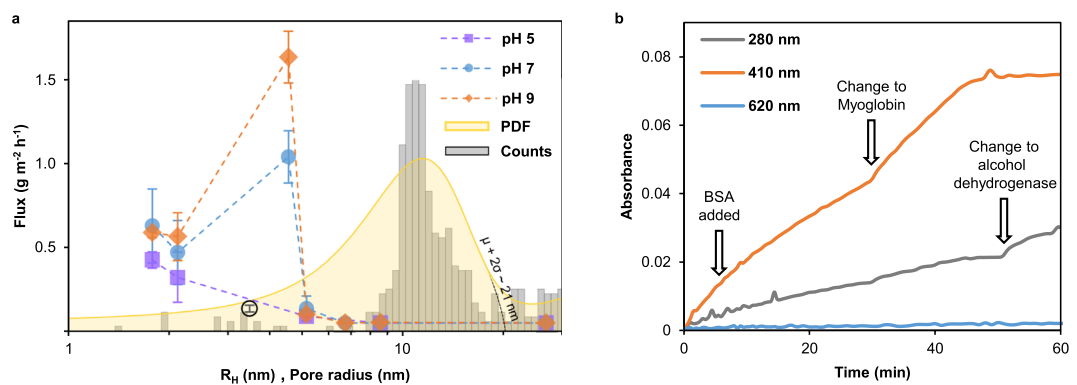 a
Flux (g m⁻² h⁻¹)
1.5
1.0
0.5
1
10
R_H (nm) , Pore radius (nm)
pH 5
pH 7
pH 9
PDF
Counts
μ + 2σ ~ 21 nm
b
Absorbance
0.08
0.06
0.04
0.02
0
0
20
40
60
Time (min)
280 nm
410 nm
620 nm
BSA
added
Change to
Myoglobin
Change to
alcohol
dehydrogenase